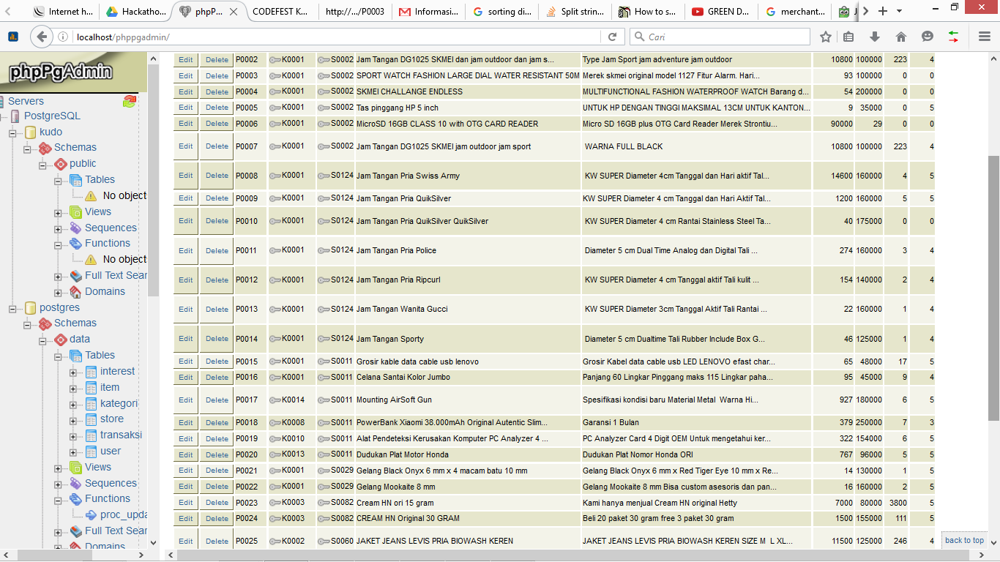 Internet h...
Hackatho...
phpP...
CODEFEST K...
http://.../P0003
Informasi...
sorting di...
Split strin...
How to s...
GREEN D...
merchant...
localhost/phppgadmin/
Cari
phpPgAdmin
Servers
PostgreSQL
kudo
Schemas
public
Tables
No object
Views
Sequences
Functions
No object
Full Text Sear
Domains
postgres
Schemas
data
Tables
interest
item
kategori
store
transaksi
user
Views
Sequences
Functions
proc_upda
Full Text Sear
Domains
Edit Delete P0002 K0001 S0002 Jam Tangan DG1025 SKMEI dan jam outdoor dan jam s... Type Jam Sport jam adventure jam outdoor 10800 100000 223 4
Edit Delete P0003 K0001 S0002 SPORT WATCH FASHION LARGE DIAL WATER RESISTANT 50M Merek skmei original model 1127 Fitur Alarm. Hari... 93 100000 0 0
Edit Delete P0004 K0001 S0002 SKMEI CHALLANGE ENDLESS MULTIFUNCTIONAL FASHION WATERPROOF WATCH Barang d... 54 200000 0 0
Edit Delete P0005 K0001 S0002 Tas pinggang HP 5 inch UNTUK HP DENGAN TINGGI MAKSIMAL 13CM UNTUK KANTON... 9 35000 0 5
Edit Delete P0006 K0001 S0002 MicroSD 16GB CLASS 10 with OTG CARD READER Micro SD 16GB plus OTG Card Reader Merek Strontiu... 90000 29 0 0
Edit Delete P0007 K0001 S0002 Jam Tangan DG1025 SKMEI jam outdoor jam sport WARNA FULL BLACK 10800 100000 223 4
Edit Delete P0008 K0001 S0124 Jam Tangan Pria Swiss Army KW SUPER Diameter 4cm Tanggal dan Hari aktif Tal... 14600 160000 4 5
Edit Delete P0009 K0001 S0124 Jam Tangan Pria QuikSilver KW SUPER Diameter 4 cm Tanggal dan Hari Aktif Tal... 1200 160000 5 5
Edit Delete P0010 K0001 S0124 Jam Tangan Pria QuikSilver QuikSilver KW SUPER Diameter 4 cm Rantai Stainless Steel Ta... 40 175000 0 0
Edit Delete P0011 K0001 S0124 Jam Tangan Pria Police Diameter 5 cm Dual Time Analog dan Digital Tali ... 274 160000 3 4
Edit Delete P0012 K0001 S0124 Jam Tangan Pria Ripcurl KW SUPER Diameter 4 cm Tanggal aktif Tali kulit ... 154 140000 2 4
Edit Delete P0013 K0001 S0124 Jam Tangan Wanita Gucci KW SUPER Diameter 3cm Tanggal Aktif Tali Rantai ... 22 160000 1 4
Edit Delete P0014 K0001 S0124 Jam Tangan Sporty Diameter 5 cm Dualtime Tali Rubber Include Box G... 46 125000 1 4
Edit Delete P0015 K0001 S0011 Grosir kable data cable usb lenovo Grosir Kabel data cable usb LED LENOVO efast char... 65 48000 17 5
Edit Delete P0016 K0001 S0011 Celana Santai Kolor Jumbo Panjang 60 Lingkar Pinggang maks 115 Lingkar paha... 95 45000 9 4
Edit Delete P0017 K0014 S0011 Mounting AirSoft Gun Spesifikasi kondisi baru Material Metal Warna Hi... 927 180000 6 5
Edit Delete P0018 K0008 S0011 PowerBank Xiaomi 38.000mAh Original Autentic Slim... Garansi 1 Bulan 379 250000 7 3
Edit Delete P0019 K0010 S0011 Alat Pendeteksi Kerusakan Komputer PC Analyzer 4 ... PC Analyzer Card 4 Digit OEM Untuk mengetahui ker... 322 154000 6 5
Edit Delete P0020 K0013 S0011 Dudukan Plat Motor Honda Dudukan Plat Nomor Honda ORI 767 96000 5 5
Edit Delete P0021 K0001 S0029 Gelang Black Onyx 6 mm x 4 macam batu 10 mm Gelang Black Onyx 6 mm x Red Tiger Eye 10 mm x Re... 14 130000 1 5
Edit Delete P0022 K0001 S0029 Gelang Mookaite 8 mm Gelang Mookaite 8 mm Bisa custom asesoris dan pan... 16 160000 2 5
Edit Delete P0023 K0003 S0082 Cream HN ori 15 gram Kami hanya menjual Cream HN original Hetty 7000 80000 3800 5
Edit Delete P0024 K0003 S0082 CREAM HN Original 30 GRAM Beli 20 paket 30 gram free 3 paket 30 gram 1500 155000 111 5
Edit Delete P0025 K0002 S0060 JAKET JEANS LEVIS PRIA BIOWASH KEREN JAKET JEANS LEVIS PRIA BIOWASH KEREN SIZE M L XL... 11500 125000 246 4
back to top